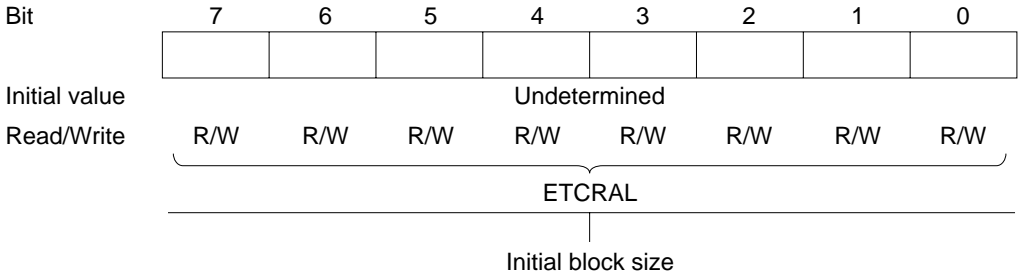 Bit 7 6 5 4 3 2 1 0
Initial value Undetermined
Read/Write R/W R/W R/W R/W R/W R/W R/W R/W
ETCRAL
Initial block size